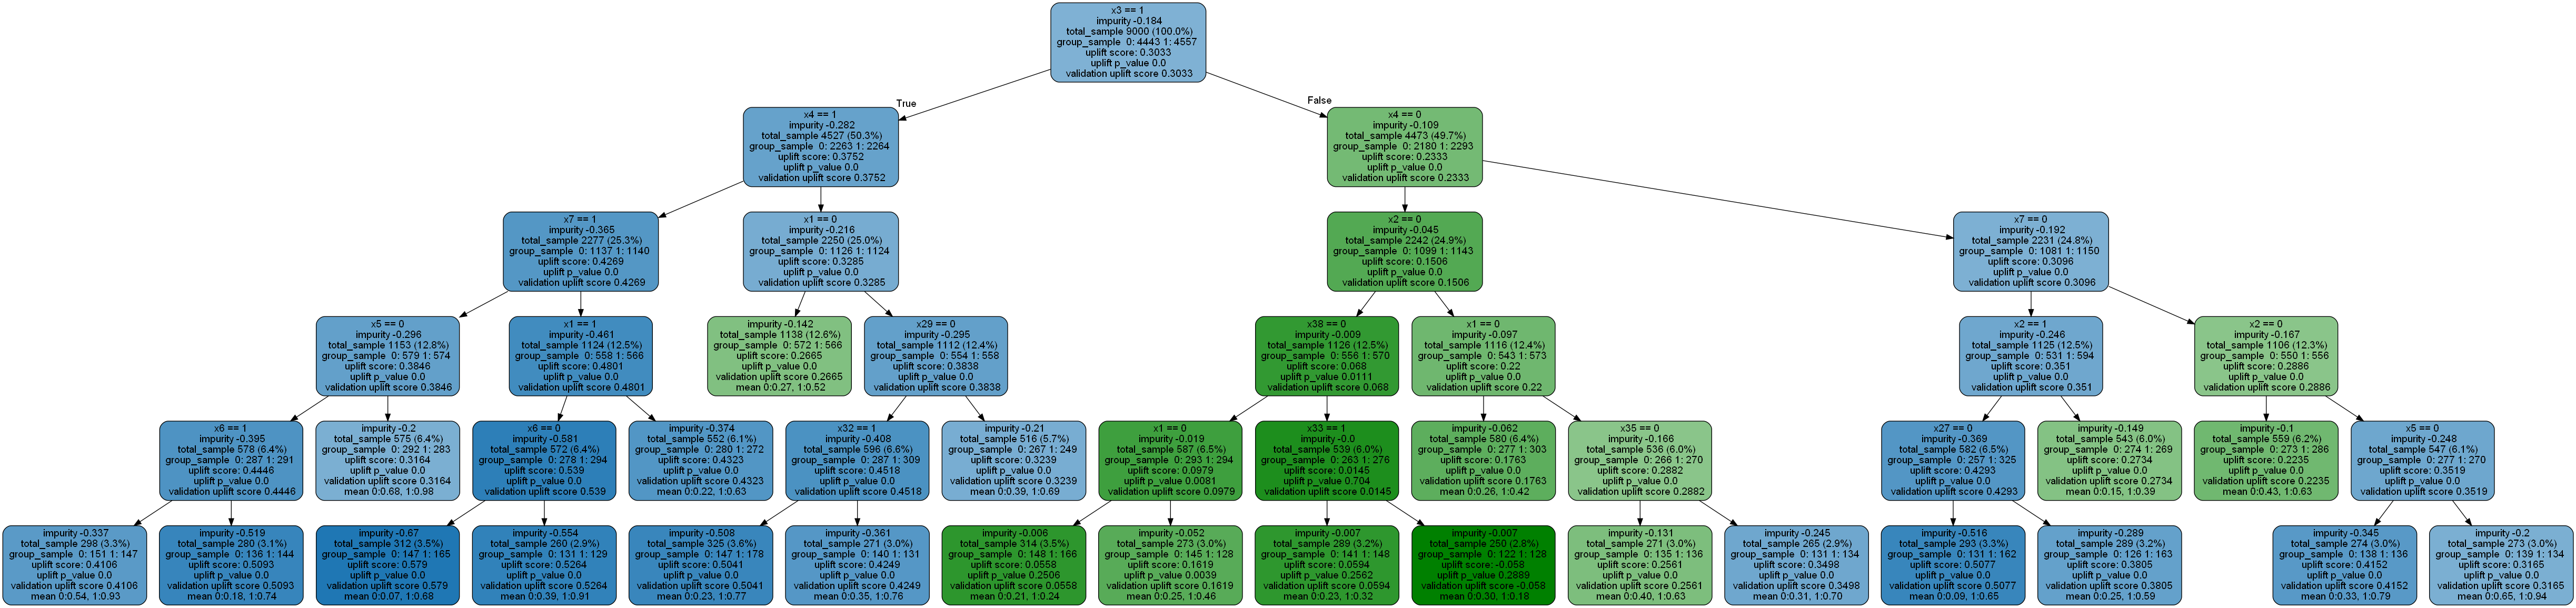 x3 == 1
impurity -0.184
total_sample 9000 (100.0%)
group_sample 0: 4443 1: 4557
uplift score: 0.3033
uplift p_value 0.0
validation uplift score 0.3033
True
False
x4 == 1
impurity -0.282
total_sample 4527 (50.3%)
group_sample 0: 2263 1: 2264
uplift score: 0.3752
uplift p_value 0.0
validation uplift score 0.3752
x4 == 0
impurity -0.109
total_sample 4473 (49.7%)
group_sample 0: 2180 1: 2293
uplift score: 0.2333
uplift p_value 0.0
validation uplift score 0.2333
x7 == 1
impurity -0.365
total_sample 2277 (25.3%)
group_sample 0: 1137 1: 1140
uplift score: 0.4269
uplift p_value 0.0
validation uplift score 0.4269
x1 == 0
impurity -0.216
total_sample 2250 (25.0%)
group_sample 0: 1126 1: 1124
uplift score: 0.3285
uplift p_value 0.0
validation uplift score 0.3285
x2 == 0
impurity -0.045
total_sample 2242 (24.9%)
group_sample 0: 1099 1: 1143
uplift score: 0.1506
uplift p_value 0.0
validation uplift score 0.1506
x7 == 0
impurity -0.192
total_sample 2231 (24.8%)
group_sample 0: 1081 1: 1150
uplift score: 0.3096
uplift p_value 0.0
validation uplift score 0.3096
x5 == 0
impurity -0.296
total_sample 1153 (12.8%)
group_sample 0: 579 1: 574
uplift score: 0.3846
uplift p_value 0.0
validation uplift score 0.3846
x1 == 1
impurity -0.461
total_sample 1124 (12.5%)
group_sample 0: 558 1: 566
uplift score: 0.4801
uplift p_value 0.0
validation uplift score 0.4801
impurity -0.142
total_sample 1138 (12.6%)
group_sample 0: 572 1: 566
uplift score: 0.2665
uplift p_value 0.0
validation uplift score 0.2665
mean 0:0.27, 1:0.52
x29 == 0
impurity -0.295
total_sample 1112 (12.4%)
group_sample 0: 554 1: 558
uplift score: 0.3838
uplift p_value 0.0
validation uplift score 0.3838
x38 == 0
impurity -0.009
total_sample 1126 (12.5%)
group_sample 0: 556 1: 570
uplift score: 0.068
uplift p_value 0.0111
validation uplift score 0.068
x1 == 0
impurity -0.097
total_sample 1116 (12.4%)
group_sample 0: 543 1: 573
uplift score: 0.22
uplift p_value 0.0
validation uplift score 0.22
x2 == 1
impurity -0.246
total_sample 1125 (12.5%)
group_sample 0: 531 1: 594
uplift score: 0.351
uplift p_value 0.0
validation uplift score 0.351
x2 == 0
impurity -0.167
total_sample 1106 (12.3%)
group_sample 0: 550 1: 556
uplift score: 0.2886
uplift p_value 0.0
validation uplift score 0.2886
x6 == 1
impurity -0.395
total_sample 578 (6.4%)
group_sample 0: 287 1: 291
uplift score: 0.4446
uplift p_value 0.0
validation uplift score 0.4446
impurity -0.2
total_sample 575 (6.4%)
group_sample 0: 292 1: 283
uplift score: 0.3164
uplift p_value 0.0
validation uplift score 0.3164
mean 0:0.68, 1:0.98
x6 == 0
impurity -0.581
total_sample 572 (6.4%)
group_sample 0: 278 1: 294
uplift score: 0.539
uplift p_value 0.0
validation uplift score 0.539
impurity -0.374
total_sample 552 (6.1%)
group_sample 0: 280 1: 272
uplift score: 0.4323
uplift p_value 0.0
validation uplift score 0.4323
mean 0:0.22, 1:0.63
x32 == 1
impurity -0.408
total_sample 596 (6.6%)
group_sample 0: 287 1: 309
uplift score: 0.4518
uplift p_value 0.0
validation uplift score 0.4518
impurity -0.21
total_sample 516 (5.7%)
group_sample 0: 267 1: 249
uplift score: 0.3239
uplift p_value 0.0
validation uplift score 0.3239
mean 0:0.39, 1:0.69
x1 == 0
impurity -0.019
total_sample 587 (6.5%)
group_sample 0: 293 1: 294
uplift score: 0.0979
uplift p_value 0.0081
validation uplift score 0.0979
x33 == 1
impurity -0.0
total_sample 539 (6.0%)
group_sample 0: 263 1: 276
uplift score: 0.0145
uplift p_value 0.704
validation uplift score 0.0145
impurity -0.062
total_sample 580 (6.4%)
group_sample 0: 277 1: 303
uplift score: 0.1763
uplift p_value 0.0
validation uplift score 0.1763
mean 0:0.26, 1:0.42
x35 == 0
impurity -0.166
total_sample 536 (6.0%)
group_sample 0: 266 1: 270
uplift score: 0.2882
uplift p_value 0.0
validation uplift score 0.2882
x27 == 0
impurity -0.369
total_sample 582 (6.5%)
group_sample 0: 257 1: 325
uplift score: 0.4293
uplift p_value 0.0
validation uplift score 0.4293
impurity -0.149
total_sample 543 (6.0%)
group_sample 0: 274 1: 269
uplift score: 0.2734
uplift p_value 0.0
validation uplift score 0.2734
mean 0:0.15, 1:0.39
impurity -0.1
total_sample 559 (6.2%)
group_sample 0: 273 1: 286
uplift score: 0.2235
uplift p_value 0.0
validation uplift score 0.2235
mean 0:0.43, 1:0.63
x5 == 0
impurity -0.248
total_sample 547 (6.1%)
group_sample 0: 277 1: 270
uplift score: 0.3519
uplift p_value 0.0
validation uplift score 0.3519
impurity -0.337
total_sample 298 (3.3%)
group_sample 0: 151 1: 147
uplift score: 0.4106
uplift p_value 0.0
validation uplift score 0.4106
mean 0:0.54, 1:0.93
impurity -0.519
total_sample 280 (3.1%)
group_sample 0: 136 1: 144
uplift score: 0.5093
uplift p_value 0.0
validation uplift score 0.5093
mean 0:0.18, 1:0.74
impurity -0.67
total_sample 312 (3.5%)
group_sample 0: 147 1: 165
uplift score: 0.579
uplift p_value 0.0
validation uplift score 0.579
mean 0:0.07, 1:0.68
impurity -0.554
total_sample 260 (2.9%)
group_sample 0: 131 1: 129
uplift score: 0.5264
uplift p_value 0.0
validation uplift score 0.5264
mean 0:0.39, 1:0.91
impurity -0.508
total_sample 325 (3.6%)
group_sample 0: 147 1: 178
uplift score: 0.5041
uplift p_value 0.0
validation uplift score 0.5041
mean 0:0.23, 1:0.77
impurity -0.361
total_sample 271 (3.0%)
group_sample 0: 140 1: 131
uplift score: 0.4249
uplift p_value 0.0
validation uplift score 0.4249
mean 0:0.35, 1:0.76
impurity -0.006
total_sample 314 (3.5%)
group_sample 0: 148 1: 166
uplift score: 0.0558
uplift p_value 0.2506
validation uplift score 0.0558
mean 0:0.21, 1:0.24
impurity -0.052
total_sample 273 (3.0%)
group_sample 0: 145 1: 128
uplift score: 0.1619
uplift p_value 0.0039
validation uplift score 0.1619
mean 0:0.25, 1:0.46
impurity -0.007
total_sample 289 (3.2%)
group_sample 0: 141 1: 148
uplift score: 0.0594
uplift p_value 0.2562
validation uplift score 0.0594
mean 0:0.23, 1:0.32
impurity -0.007
total_sample 250 (2.8%)
group_sample 0: 122 1: 128
uplift score: -0.058
uplift p_value 0.2889
validation uplift score -0.058
mean 0:0.30, 1:0.18
impurity -0.131
total_sample 271 (3.0%)
group_sample 0: 135 1: 136
uplift score: 0.2561
uplift p_value 0.0
validation uplift score 0.2561
mean 0:0.40, 1:0.63
impurity -0.245
total_sample 265 (2.9%)
group_sample 0: 131 1: 134
uplift score: 0.3498
uplift p_value 0.0
validation uplift score 0.3498
mean 0:0.31, 1:0.70
impurity -0.516
total_sample 293 (3.3%)
group_sample 0: 131 1: 162
uplift score: 0.5077
uplift p_value 0.0
validation uplift score 0.5077
mean 0:0.09, 1:0.65
impurity -0.289
total_sample 289 (3.2%)
group_sample 0: 126 1: 163
uplift score: 0.3805
uplift p_value 0.0
validation uplift score 0.3805
mean 0:0.25, 1:0.59
impurity -0.345
total_sample 274 (3.0%)
group_sample 0: 138 1: 136
uplift score: 0.4152
uplift p_value 0.0
validation uplift score 0.4152
mean 0:0.33, 1:0.79
impurity -0.2
total_sample 273 (3.0%)
group_sample 0: 139 1: 134
uplift score: 0.3165
uplift p_value 0.0
validation uplift score 0.3165
mean 0:0.65, 1:0.94